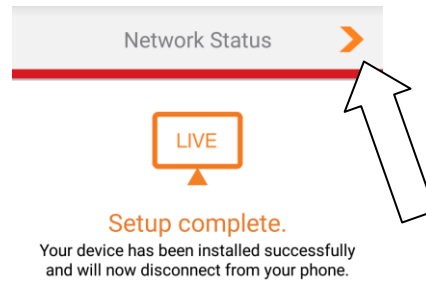 Network Status
LIVE
Setup complete.
Your device has been installed successfully
and will now disconnect from your phone.